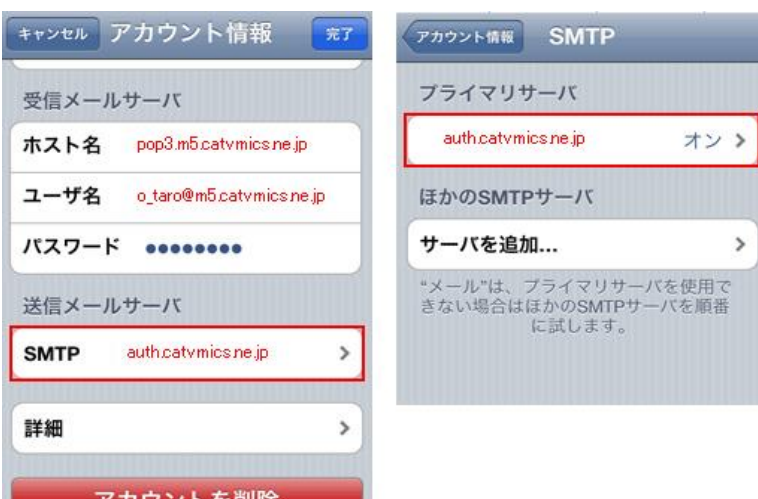 キャンセル
アカウント情報
完了
受信メールサーバ
ホスト名 pop3.m5.catvmics.ne.jp
ユーザ名 o_taro@m5.catvmics.ne.jp
パスワード ●●●●●●●●
送信メールサーバ
SMTP auth.catvmics.ne.jp
詳細
アカウントを削除
アカウント情報
SMTP
プライマリサーバ
auth.catvmics.ne.jp オン
ほかのSMTPサーバ
サーバを追加...
“メール”は、プライマリサーバを使用で
きない場合はほかのSMTPサーバを順番
に試します。